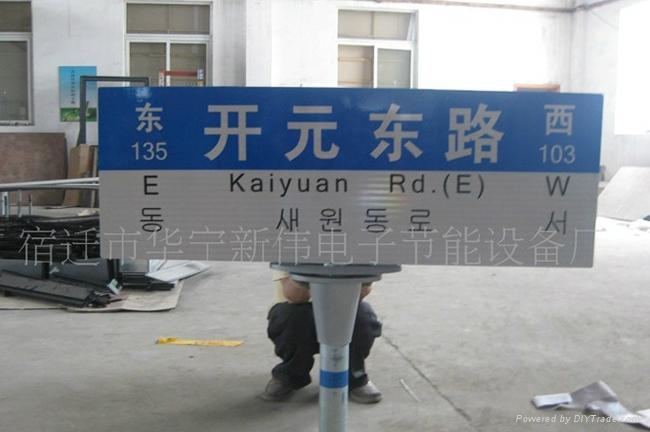 东 开元东路 西
135 103
E Kaiyuan Rd.(E) W
동 새원동로 서
宿迁市华宇新伟电子节能设备厂
Powered by DIYTrade.com